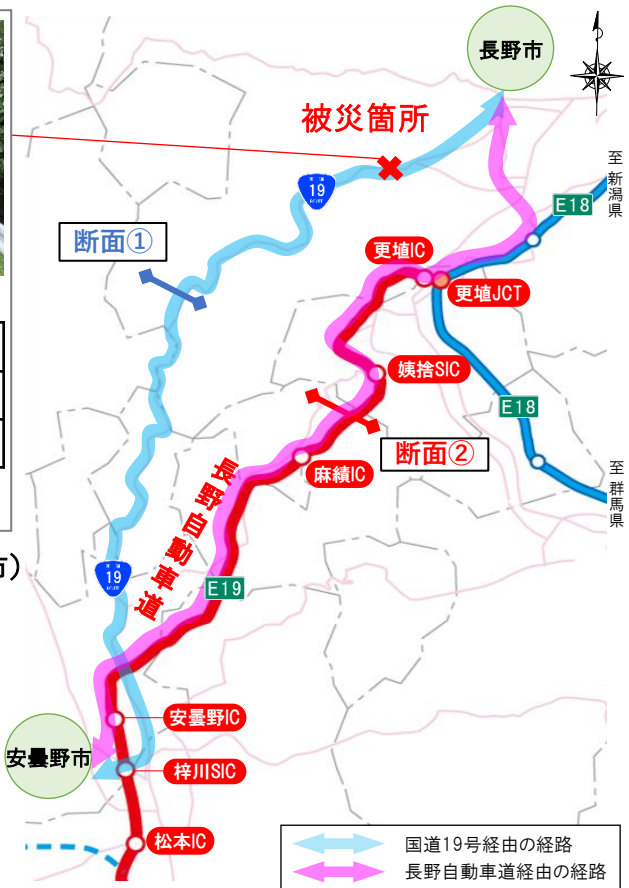 長野市
被災箇所
至新潟県
19
ROUTE
E18
断面①
更埴IC
更埴JCT
姨捨SIC
E18
断面②
麻績IC
至群馬県
長野自動車道
市)
19
ROUTE
E19
安曇野IC
安曇野市
梓川SIC
松本IC
国道19号経由の経路
長野自動車道経由の経路